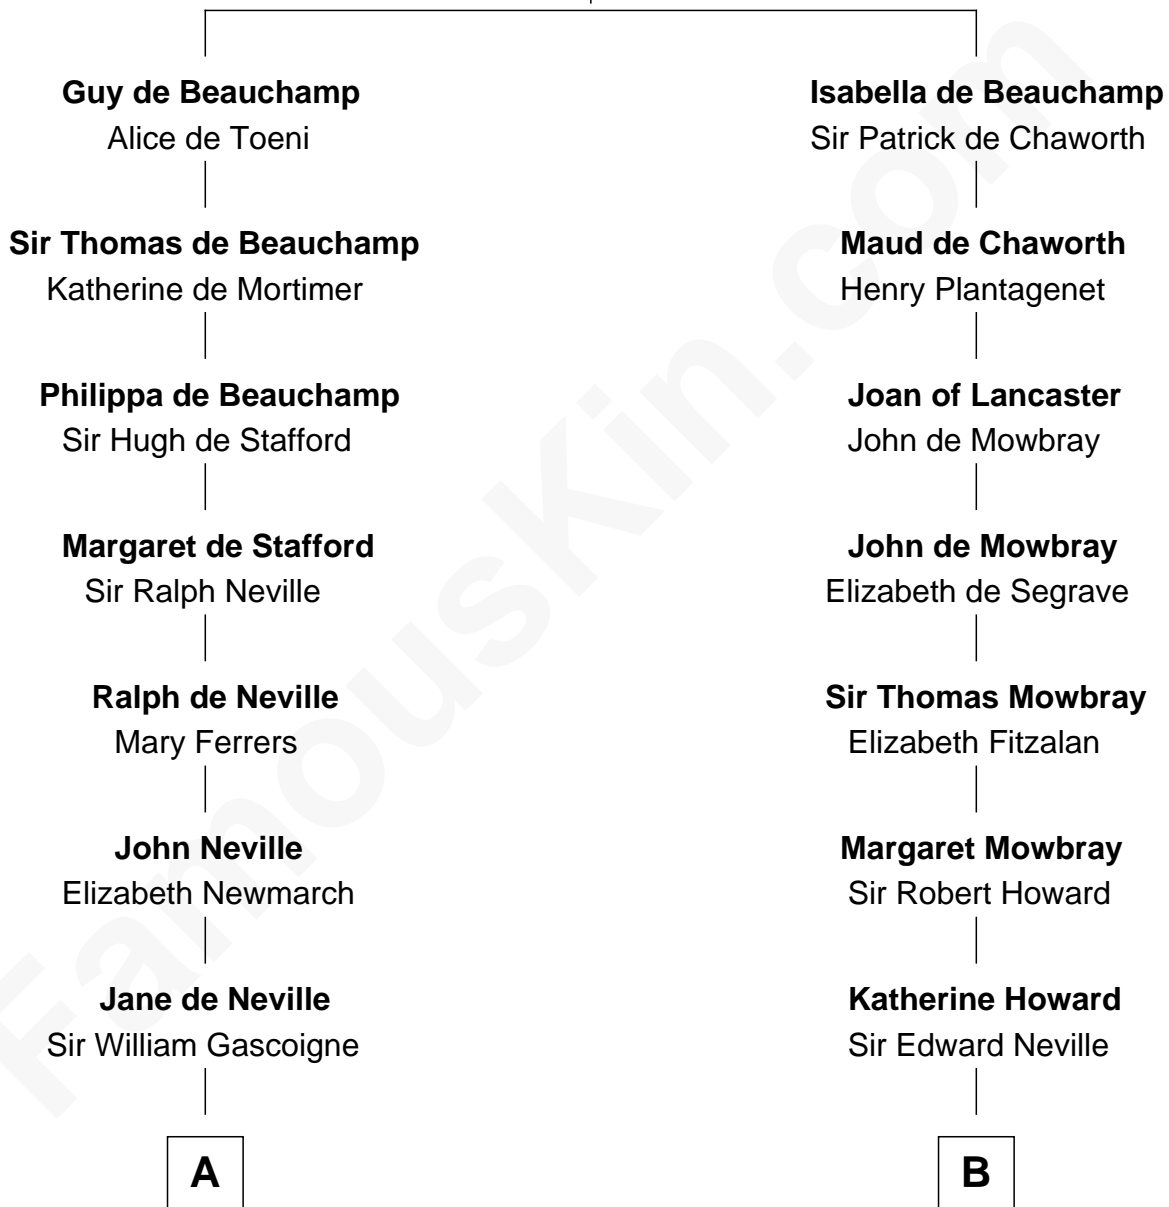 Guy de Beauchamp
Alice de Toeni
Isabella de Beauchamp
Sir Patrick de Chaworth
Sir Thomas de Beauchamp
Katherine de Mortimer
Maud de Chaworth
Henry Plantagenet
Philippa de Beauchamp
Sir Hugh de Stafford
Joan of Lancaster
John de Mowbray
Margaret de Stafford
Sir Ralph Neville
John de Mowbray
Elizabeth de Segrave
Ralph de Neville
Mary Ferrers
Sir Thomas Mowbray
Elizabeth Fitzalan
John Neville
Elizabeth Newmarch
Margaret Mowbray
Sir Robert Howard
Jane de Neville
Sir William Gascoigne
Katherine Howard
Sir Edward Neville
A
B
FamousKin.com